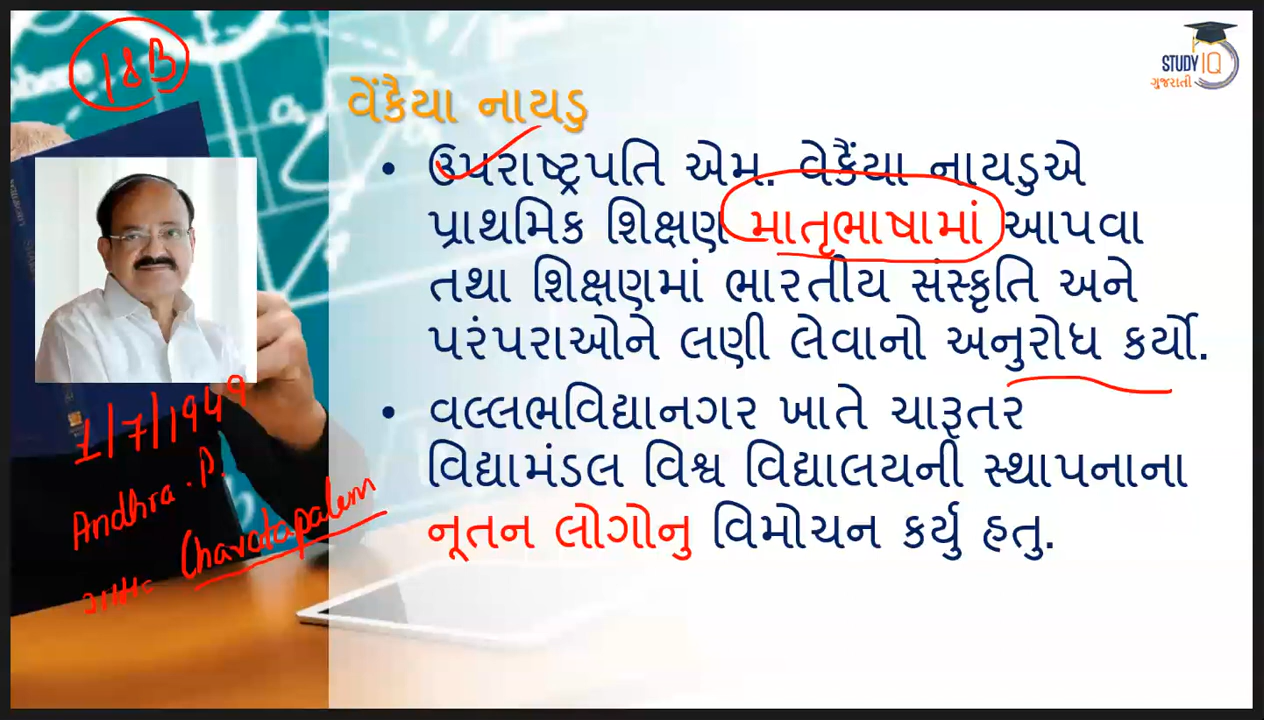 18B
STUDY IQ
ગુજરાતી
વેંકૈયા નાયડુ
• ઉપરાષ્ટ્રપતિ એમ. વેકૈંયા નાયડુએ
પ્રાથમિક શિક્ષણ માતૃભાષામાં આપવા
તથા શિક્ષણમાં ભારતીય સંસ્કૃતિ અને
પરંપરાઓને લણી લેવાનો અનુરોધ કર્યો.
• વલ્લભવિદ્યાનગર ખાતે ચારૂતર
વિદ્યામંડલ વિશ્વ વિદ્યાલયની સ્થાપનાના
નૂતન લોગોનુ વિમોચન કર્યુ હતુ.
1/7/1949
Andhra.P.
Chavatapalem